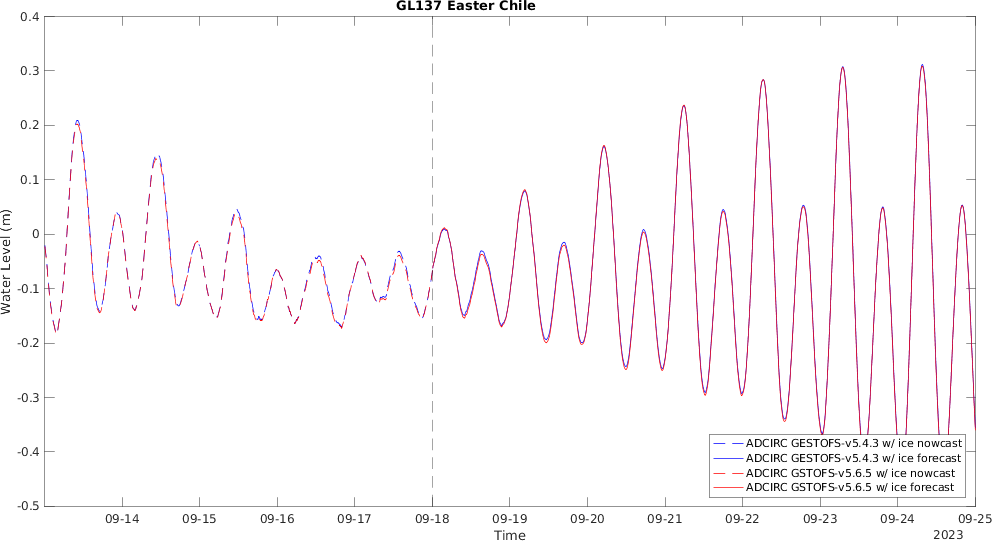 GL137 Easter Chile
0.4
0.3
0.2
0.1
0
-0.1
-0.2
-0.3
-0.4
-0.5
Water Level (m)
ADCIRC GESTOFS-v5.4.3 w/ ice nowcast
ADCIRC GESTOFS-v5.4.3 w/ ice forecast
ADCIRC GSTOFS-v5.6.5 w/ ice nowcast
ADCIRC GSTOFS-v5.6.5 w/ ice forecast
09-14 09-15 09-16 09-17 09-18 09-19 09-20 09-21 09-22 09-23 09-24 09-25
Time
2023